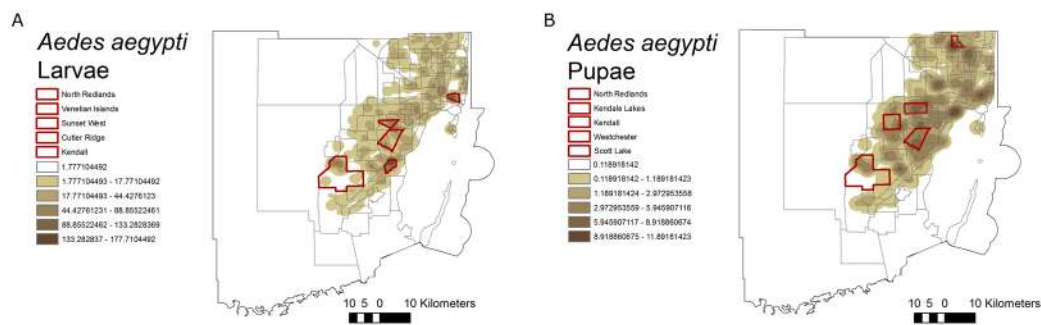 A
Aedes aegypti
Larvae
North Redlands
Venetian Islands
Sunset West
Cutler Ridge
Kendall
1.777104492
1.777104493 - 17.77104492
17.77104493 - 44.4276123
44.42761231 - 88.85522461
88.85522462 - 133.2828369
133.282837 - 177.7104492
10 5 0 10 Kilometers
B
Aedes aegypti
Pupae
North Redlands
Kendale Lakes
Kendall
Westchester
Scott Lake
0.118918142
0.118918142 - 1.189181423
1.189181424 - 2.972953558
2.972953559 - 5.945907116
5.945907117 - 8.918860674
8.918860675 - 11.89181423
10 5 0 10 Kilometers